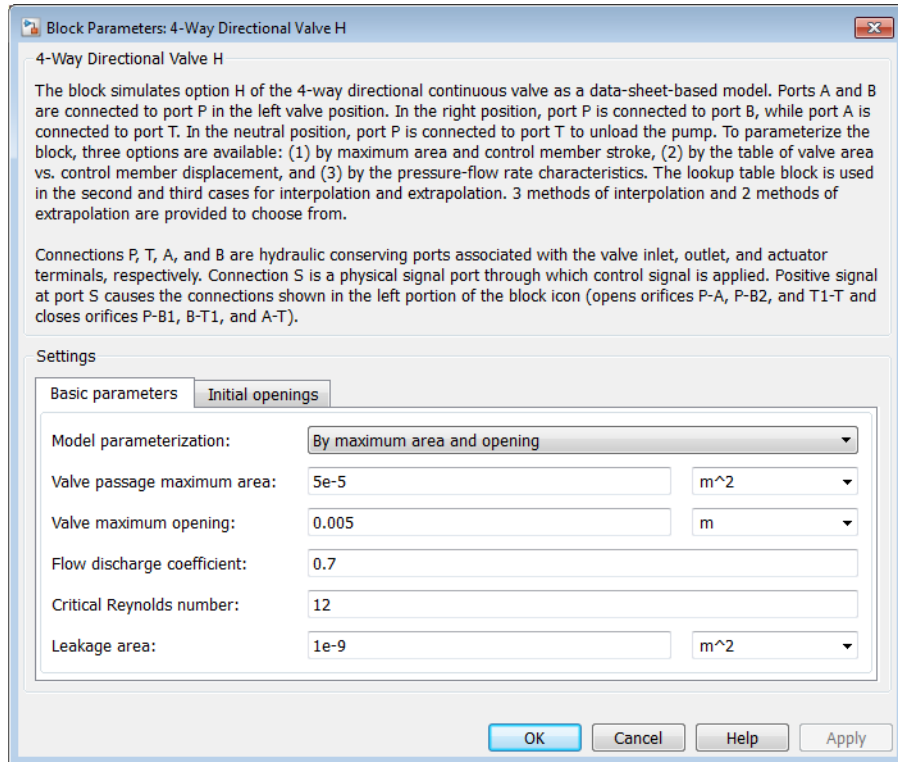 Block Parameters: 4-Way Directional Valve H
4-Way Directional Valve H
The block simulates option H of the 4-way directional continuous valve as a data-sheet-based model. Ports A and B
are connected to port P in the left valve position. In the right position, port P is connected to port B, while port A is
connected to port T. In the neutral position, port P is connected to port T to unload the pump. To parameterize the
block, three options are available: (1) by maximum area and control member stroke, (2) by the table of valve area
vs. control member displacement, and (3) by the pressure-flow rate characteristics. The lookup table block is used
in the second and third cases for interpolation and extrapolation. 3 methods of interpolation and 2 methods of
extrapolation are provided to choose from.
Connections P, T, A, and B are hydraulic conserving ports associated with the valve inlet, outlet, and actuator
terminals, respectively. Connection S is a physical signal port through which control signal is applied. Positive signal
at port S causes the connections shown in the left portion of the block icon (opens orifices P-A, P-B2, and T1-T and
closes orifices P-B1, B-T1, and A-T).
Settings
Basic parameters Initial openings
Model parameterization: By maximum area and opening
Valve passage maximum area: 5e-5 m^2
Valve maximum opening: 0.005 m
Flow discharge coefficient: 0.7
Critical Reynolds number: 12
Leakage area: 1e-9 m^2
OK Cancel Help Apply